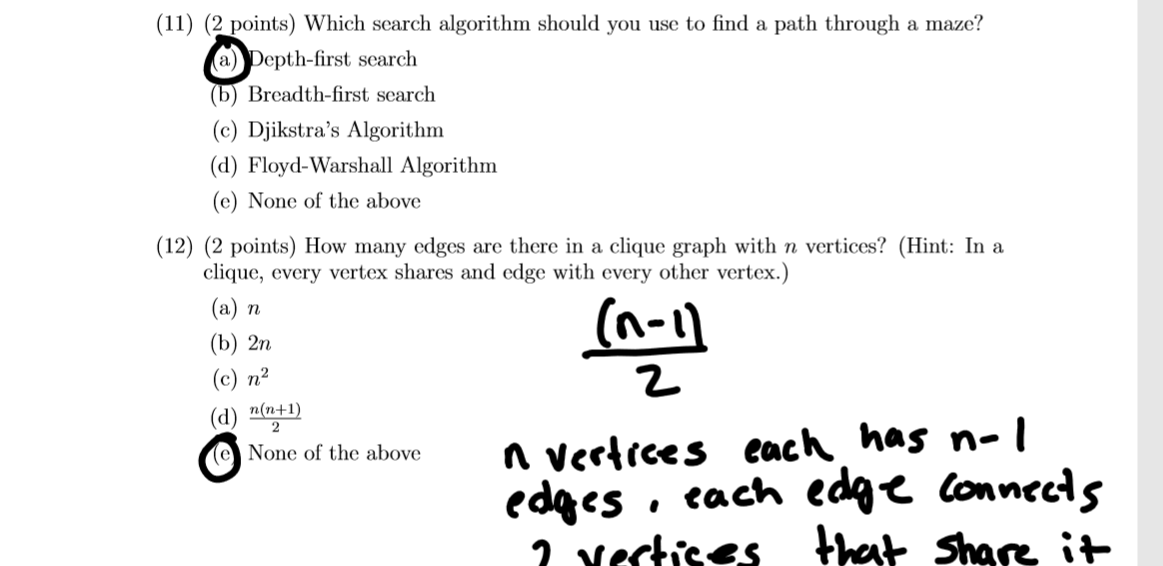 (11) (2 points) Which search algorithm should you use to find a path through a maze?
(a) Depth-first search
(b) Breadth-first search
(c) Djikstra's Algorithm
(d) Floyd-Warshall Algorithm
(e) None of the above
(12) (2 points) How many edges are there in a clique graph with n vertices? (Hint: In a
clique, every vertex shares and edge with every other vertex.)
(a) n
(b) 2n
(c) n²
(d) n(n+1)/2
(e) None of the above
(n-1)
2
n vertices each has n-1
edges, each edge connects
2 vertices that share it